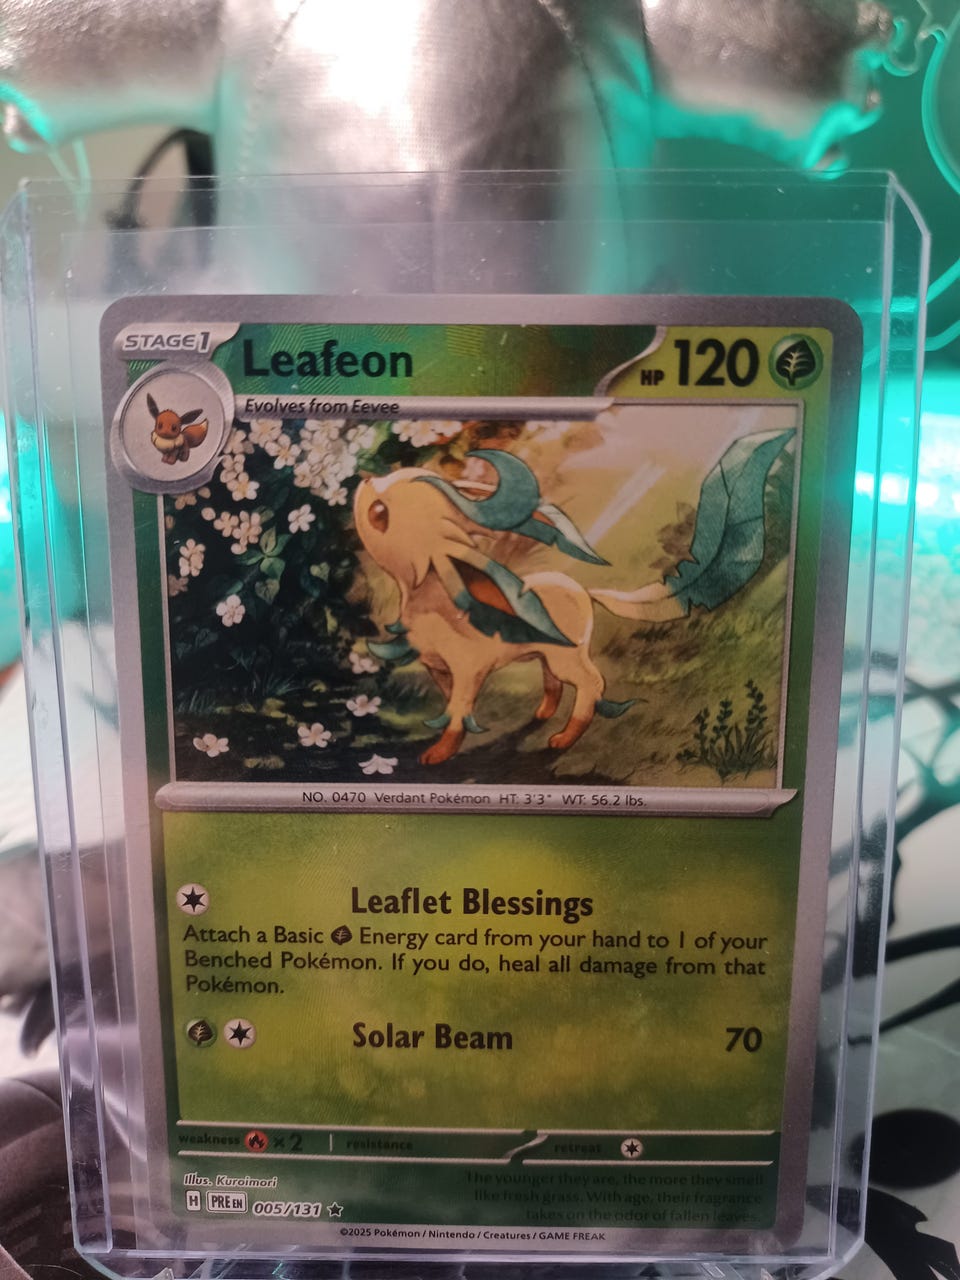 STAGE1 Leafeon HP 120
Evolves from Eevee
NO. 0470 Verdant Pokémon HT: 3'3" WT: 56.2 lbs.
Leaflet Blessings
Attach a Basic Energy card from your hand to 1 of your
Benched Pokémon. If you do, heal all damage from that
Pokémon.
Solar Beam 70
weakness ×2 resistance retreat
Illus. Kuroimori
The younger they are, the more they smell
like fresh grass. With age, their fragrance
takes on the odor of fallen leaves.
H PRE EN 005/131
©2025 Pokémon / Nintendo / Creatures / GAME FREAK